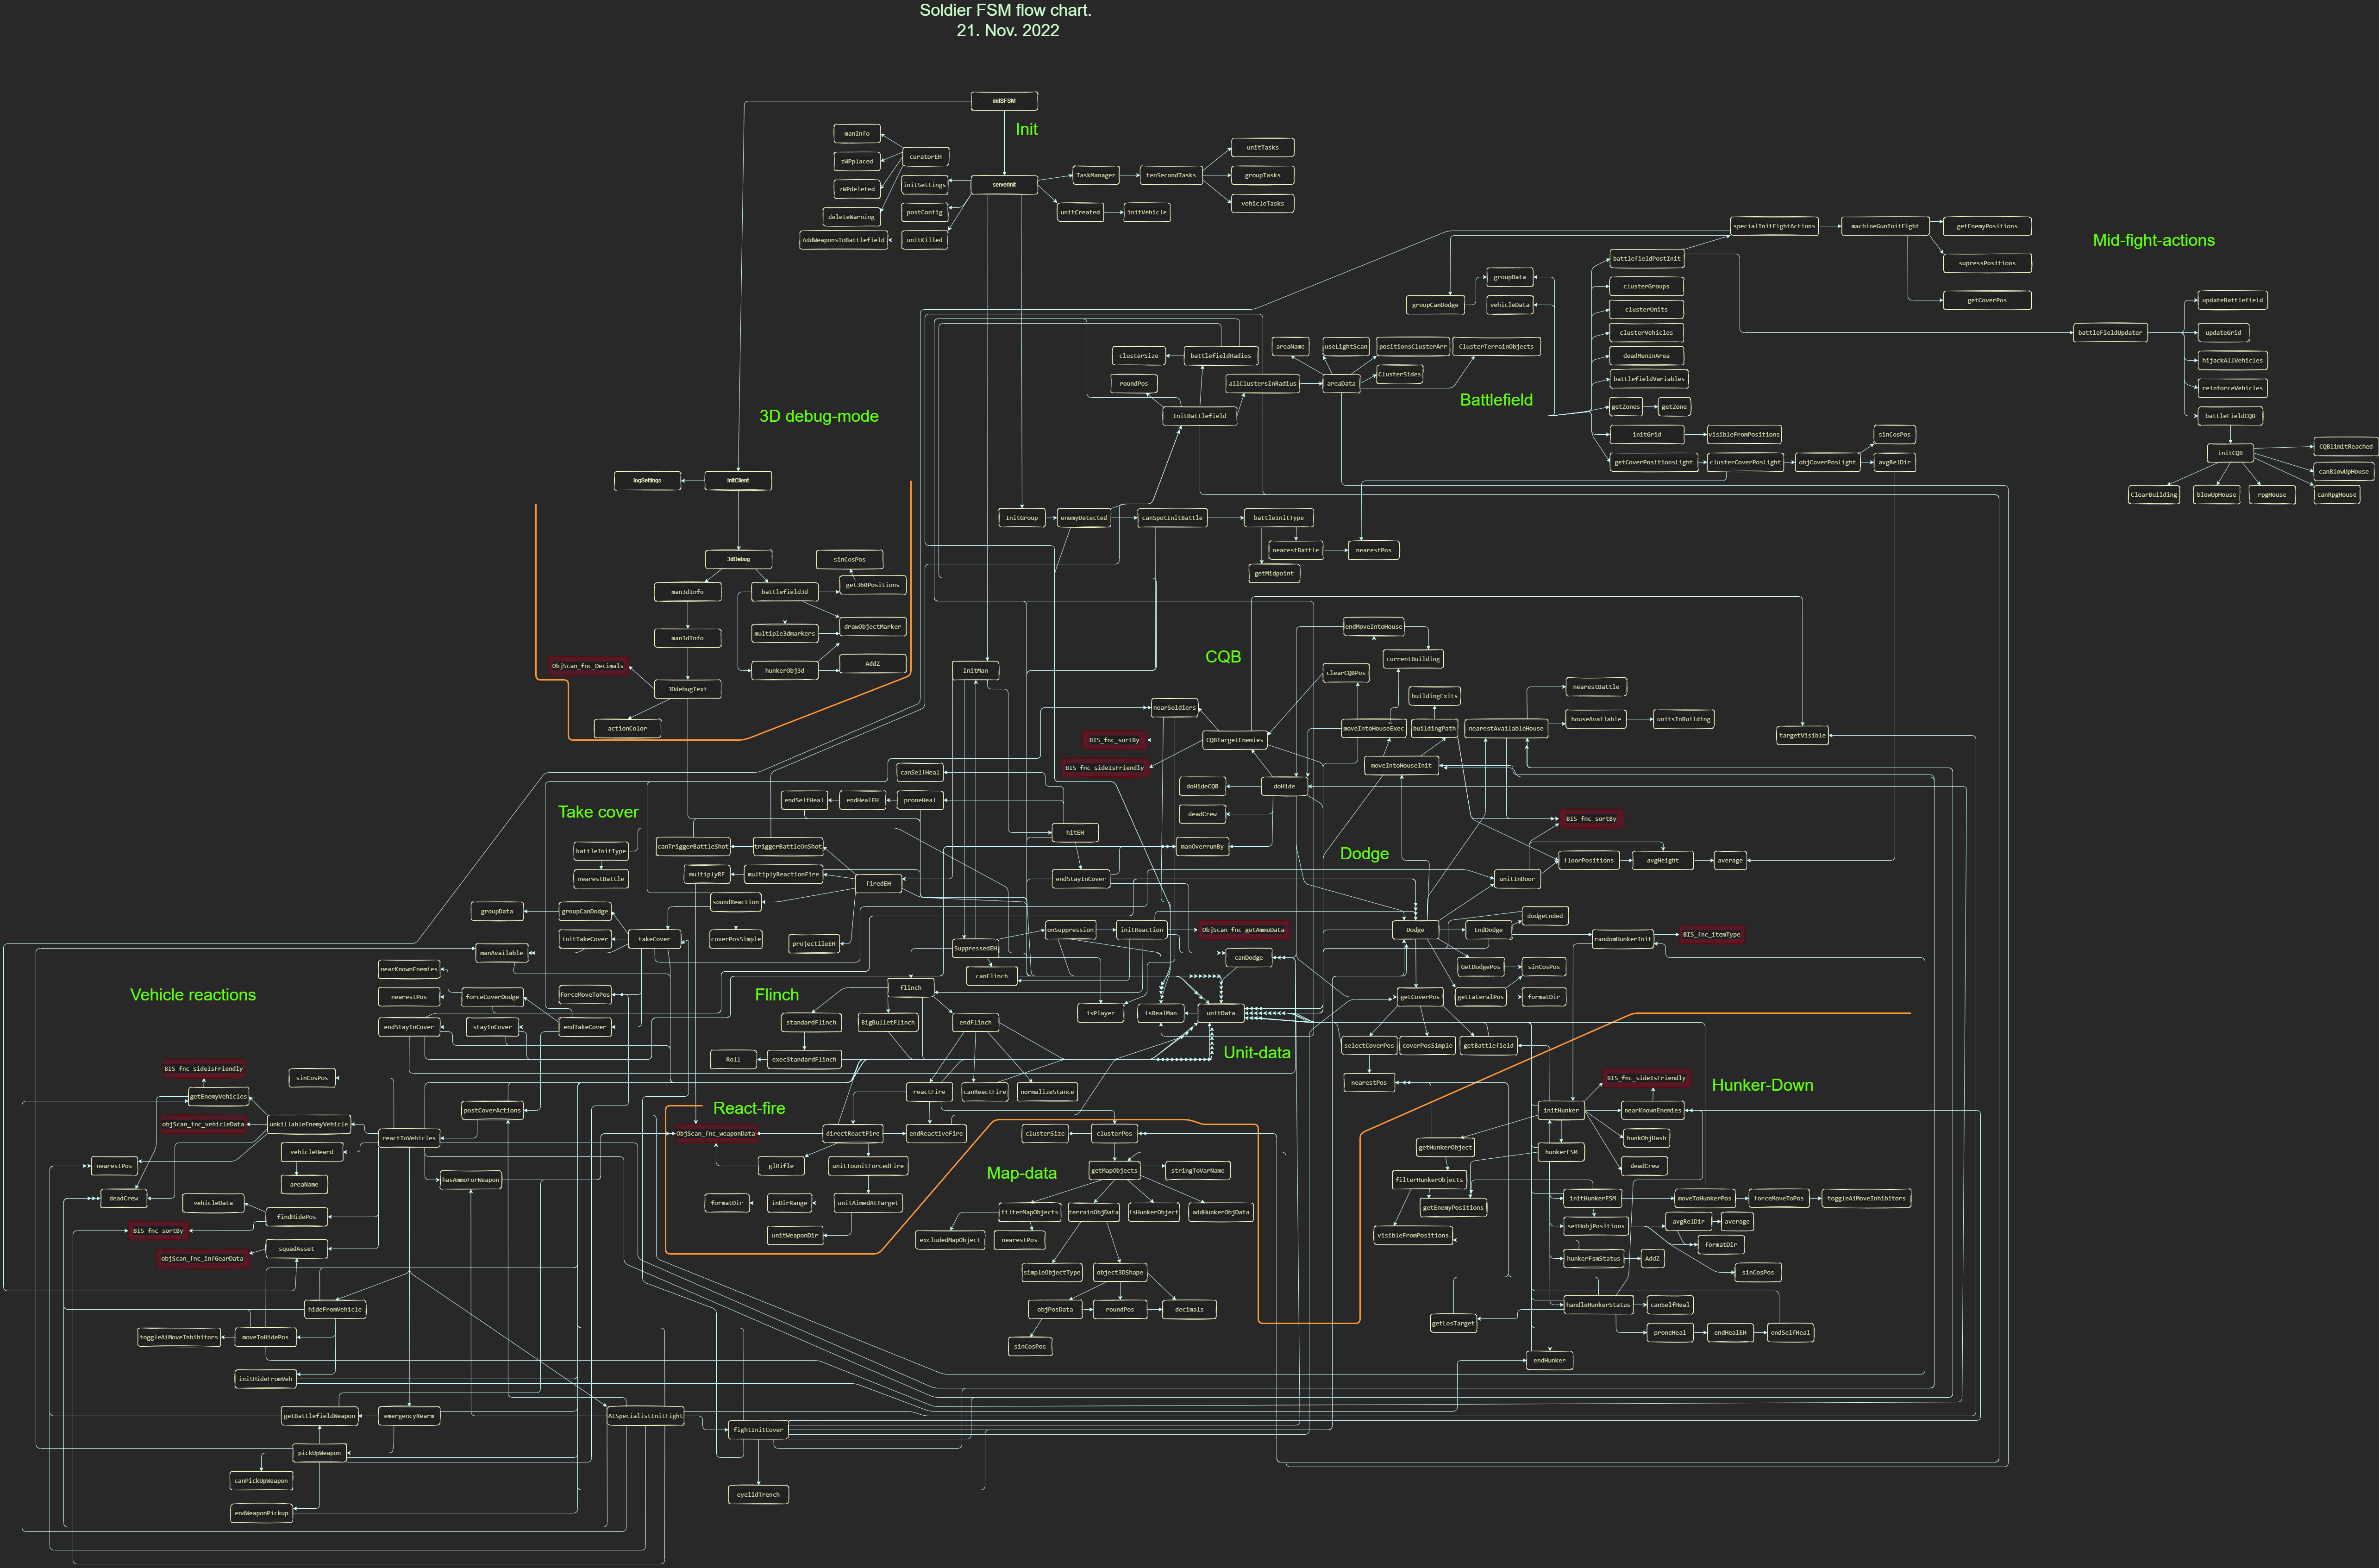 Soldier FSM flow chart.
21. Nov. 2022
initSFSM
Init
manInfo
curatorEH
zWPplaced
zWPdeleted
deleteWarning
initSettings
serverInit
postConfig
AddWeaponsToBattlefield
unitKilled
TaskManager
tenSecondTasks
unitTasks
groupTasks
vehicleTasks
unitCreated
initVehicle
specialInitFightActions
machineGunInitFight
getEnemyPositions
supressPositions
getCoverPos
Mid-fight-actions
battlefieldPostInit
groupData
groupCanDodge
vehicleData
clusterGroups
clusterUnits
clusterVehicles
deadMenInArea
battlefieldVariables
getZones
getZone
initGrid
visibleFromPositions
getCoverPositionsLight
clusterCoverPosLight
objCoverPosLight
sinCosPos
avgRelDir
battleFieldUpdater
updateBattlefield
updateGrid
hijackAllVehicles
reinforceVehicles
battleFieldCQB
initCQB
CQBlimitReached
canBlowUpHouse
canRpgHouse
ClearBuilding
blowUpHouse
rpgHouse
clusterSize
battlefieldRadius
areaName
useLightScan
positionsClusterArr
ClusterTerrainObjects
roundPos
allClustersInRadius
areaData
ClusterSides
Battlefield
InitBattlefield
3D debug-mode
logSettings
initClient
InitGroup
enemyDetected
canSpotInitBattle
battleInitType
nearestBattle
nearestPos
getMidpoint
3dDebug
sinCosPos
man3dInfo
battlefield3d
get360Positions
man3dInfo
multiple3dmarkers
drawObjectMarker
ObjScan_fnc_Decimals
hunkerObj3d
AddZ
3DdebugText
actionColor
InitMan
CQB
endMoveIntoHouse
currentBuilding
clearCQBPos
buildingExits
nearestBattle
nearSoldiers
moveIntoHouseExec
buildingPath
nearestAvailableHouse
houseAvailable
unitsInBuilding
BIS_fnc_sortBy
CQBTargetEnemies
targetVisible
BIS_fnc_sideIsFriendly
moveIntoHouseInit
doHideCQB
doHide
deadCrew
BIS_fnc_sortBy
canSelfHeal
endSelfHeal
endHealEH
proneHeal
Take cover
hitEH
manOverrunBy
Dodge
battleInitType
nearestBattle
canTriggerBattleShot
triggerBattleOnShot
multiplyRF
multiplyReactionFire
firedEH
endStayInCover
unitInDoor
floorPositions
avgHeight
average
soundReaction
coverPosSimple
projectileEH
groupData
groupCanDodge
initTakeCover
takeCover
manAvailable
SuppressedEH
onSuppression
initReaction
ObjScan_fnc_getAmmoData
canDodge
Dodge
EndDodge
dodgeEnded
randomHunkerInit
BIS_fnc_itemType
GetDodgePos
sinCosPos
getLateralPos
formatDir
nearKnownEnemies
nearestPos
forceCoverDodge
forceMoveToPos
endStayInCover
stayInCover
endTakeCover
Vehicle reactions
Flinch
canFlinch
flinch
standardFlinch
BigBulletFlinch
endFlinch
isPlayer
isRealMan
unitData
Unit-data
getCoverPos
selectCoverPos
coverPosSimple
getBattlefield
nearestPos
Roll
execStandardFlinch
reactFire
canReactFire
normalizeStance
BIS_fnc_sideIsFriendly
sinCosPos
getEnemyVehicles
objScan_fnc_vehicleData
unkillableEnemyVehicle
postCoverActions
reactToVehicles
vehicleHeard
areaName
nearestPos
deadCrew
vehicleData
findHidePos
BIS_fnc_sortBy
squadAsset
objScan_fnc_infGearData
hasAmmoForWeapon
React-fire
ObjScan_fnc_weaponData
directReactFire
endReactiveFire
glRifle
unitTounitForcedFire
formatDir
inDirRange
unitAimedAtTarget
unitWeaponDir
Map-data
clusterSize
clusterPos
getMapObjects
stringToVarName
filterMapObjects
terrainObjData
isHunkerObject
addHunkerObjData
excludedMapObject
nearestPos
simpleObjectType
object3DShape
objPosData
roundPos
decimals
sinCosPos
Hunker-Down
BIS_fnc_sideIsFriendly
initHunker
nearKnownEnemies
hunkObjHash
deadCrew
getHunkerObject
hunkerFSM
filterHunkerObjects
getEnemyPositions
visibleFromPositions
initHunkerFSM
moveToHunkerPos
forceMoveToPos
toggleAiMoveInhibitors
setHobjPositions
avgRelDir
average
formatDir
hunkerFsmStatus
AddZ
sinCosPos
handleHunkerStatus
canSelfHeal
getLosTarget
proneHeal
endHealEH
endSelfHeal
endHunker
hideFromVehicle
toggleAiMoveInhibitors
moveToHidePos
initHideFromVeh
getBattlefieldWeapon
emergencyRearm
AtSpecialistInitFight
fightInitCover
pickUpWeapon
canPickUpWeapon
endWeaponPickup
eyelidTrench